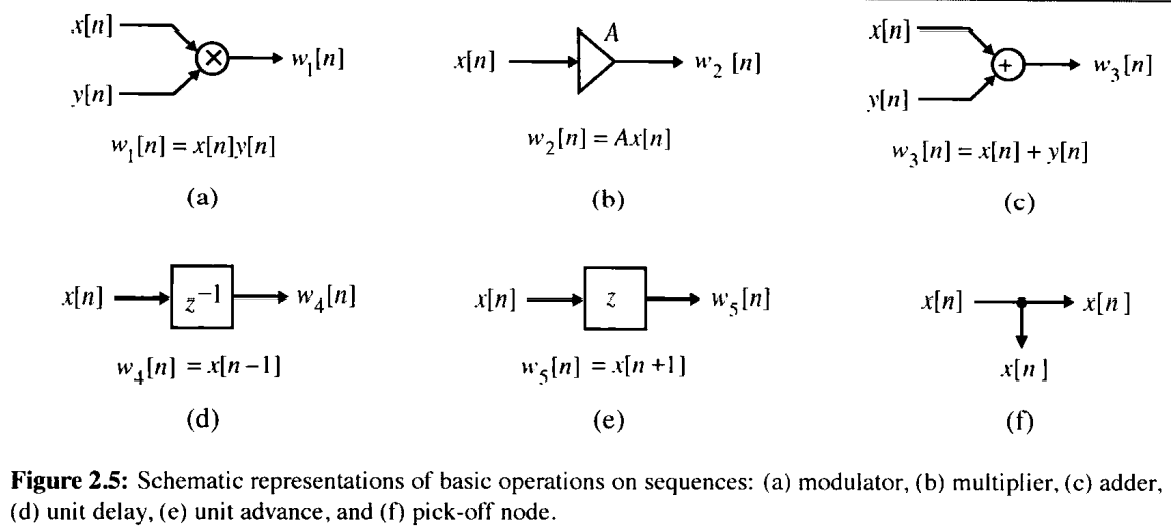 x[n] w₁[n]
y[n]
w₁[n] = x[n]y[n]
(a)
A
x[n] w₂ [n]
w₂[n] = Ax[n]
(b)
x[n] + w₃[n]
y[n]
w₃[n] = x[n] + y[n]
(c)
x[n] z⁻¹ w₄[n]
w₄[n] = x[n−1]
(d)
x[n] z w₅[n]
w₅[n] = x[n+1]
(e)
x[n] x[n]
x[n]
(f)
Figure 2.5: Schematic representations of basic operations on sequences: (a) modulator, (b) multiplier, (c) adder,
(d) unit delay, (e) unit advance, and (f) pick-off node.